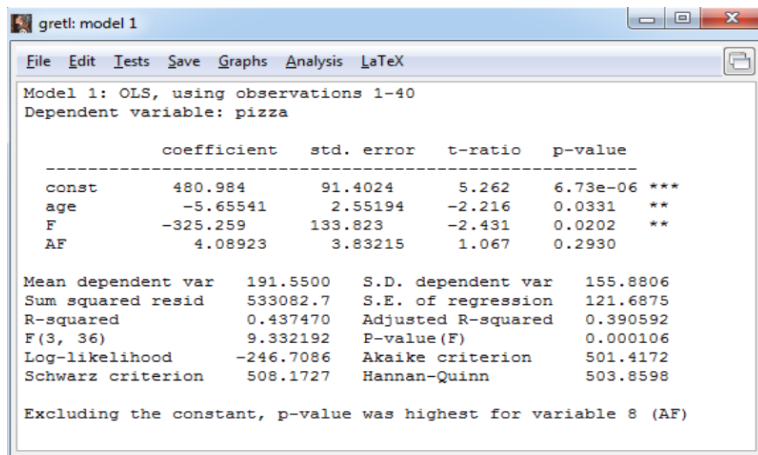 gretl: model 1
File Edit Tests Save Graphs Analysis LaTeX
Model 1: OLS, using observations 1-40
Dependent variable: pizza
coefficient std. error t-ratio p-value
const 480.984 91.4024 5.262 6.73e-06 ***
age -5.65541 2.55194 -2.216 0.0331 **
F -325.259 133.823 -2.431 0.0202 **
AF 4.08923 3.83215 1.067 0.2930
Mean dependent var 191.5500 S.D. dependent var 155.8806
Sum squared resid 533082.7 S.E. of regression 121.6875
R-squared 0.437470 Adjusted R-squared 0.390592
F(3, 36) 9.332192 P-value(F) 0.000106
Log-likelihood -246.7086 Akaike criterion 501.4172
Schwarz criterion 508.1727 Hannan-Quinn 503.8598
Excluding the constant, p-value was highest for variable 8 (AF)